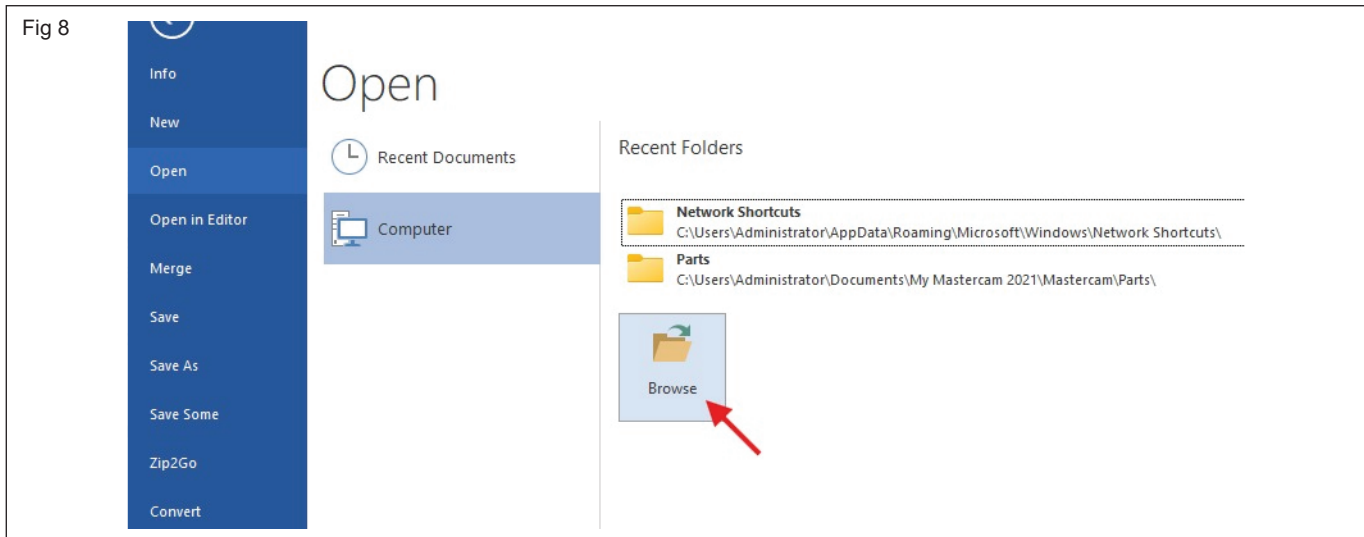 Fig 8
Info
New
Open
Open in Editor
Merge
Save
Save As
Save Some
Zip2Go
Convert
Open
Recent Documents
Computer
Recent Folders
Network Shortcuts
C:\Users\Administrator\AppData\Roaming\Microsoft\Windows\Network Shortcuts\
Parts
C:\Users\Administrator\Documents\My Mastercam 2021\Mastercam\Parts\
Browse